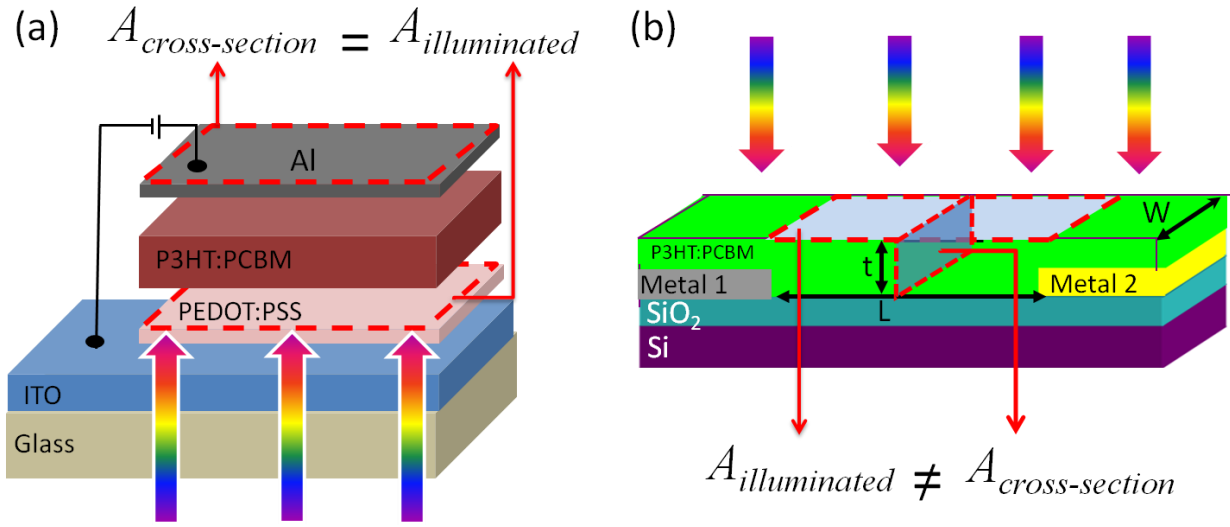 (a)
A_cross-section = A_illuminated
Al
P3HT:PCBM
PEDOT:PSS
ITO
Glass
(b)
W
P3HT:PCBM
t
Metal 1
Metal 2
L
SiO₂
Si
A_illuminated ≠ A_cross-section